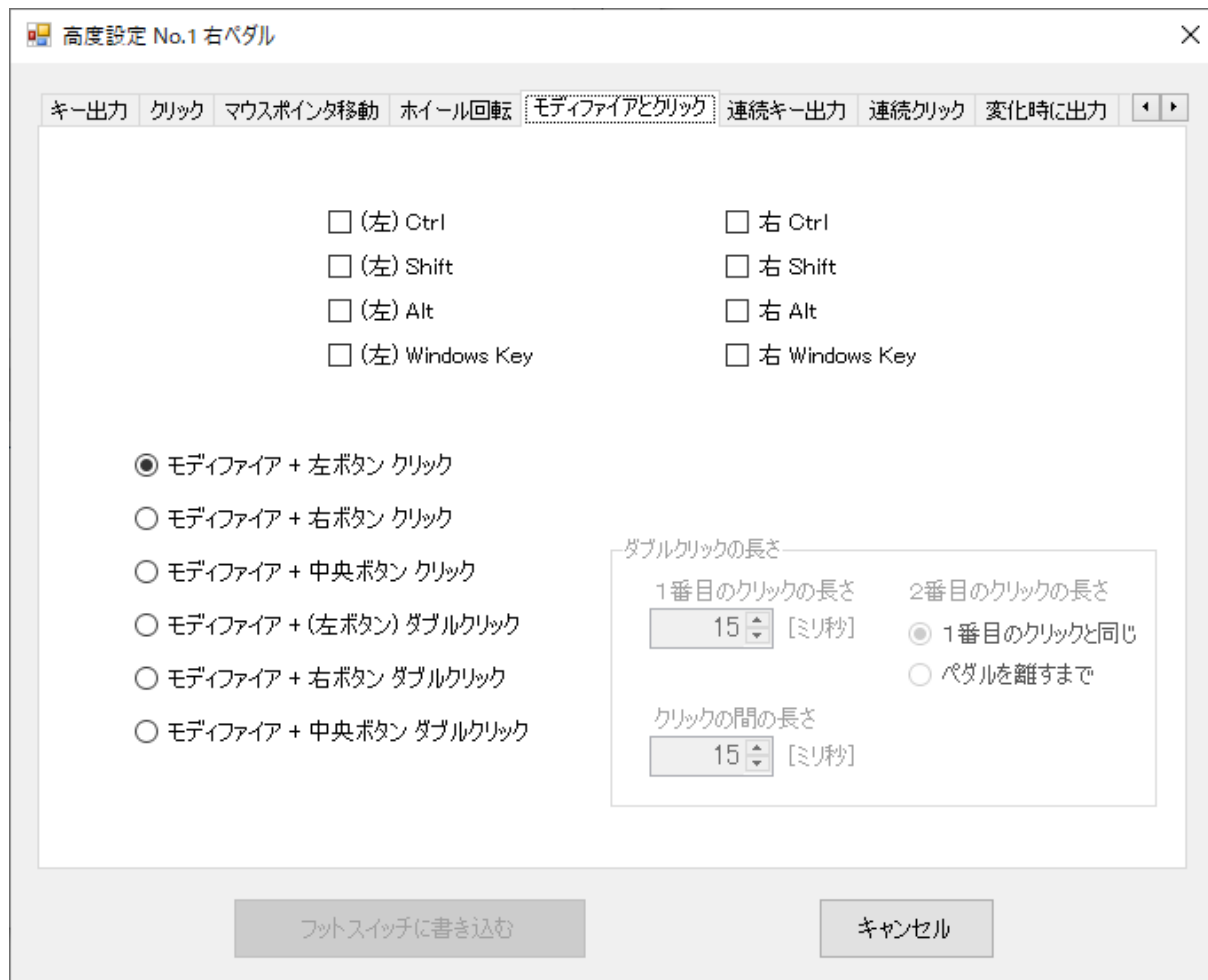 高度設定 No.1 右ペダル
キー出力 クリック マウスポインタ移動 ホイール回転 モディファイアとクリック 連続キー出力 連続クリック 変化時に出力
(左) Ctrl 右 Ctrl
(左) Shift 右 Shift
(左) Alt 右 Alt
(左) Windows Key 右 Windows Key
モディファイア + 左ボタン クリック
モディファイア + 右ボタン クリック
モディファイア + 中央ボタン クリック
モディファイア + (左ボタン) ダブルクリック
モディファイア + 右ボタン ダブルクリック
モディファイア + 中央ボタン ダブルクリック
ダブルクリックの長さ
1番目のクリックの長さ
15 [ミリ秒]
クリックの間の長さ
15 [ミリ秒]
2番目のクリックの長さ
1番目のクリックと同じ
ペダルを離すまで
フットスイッチに書き込む キャンセル